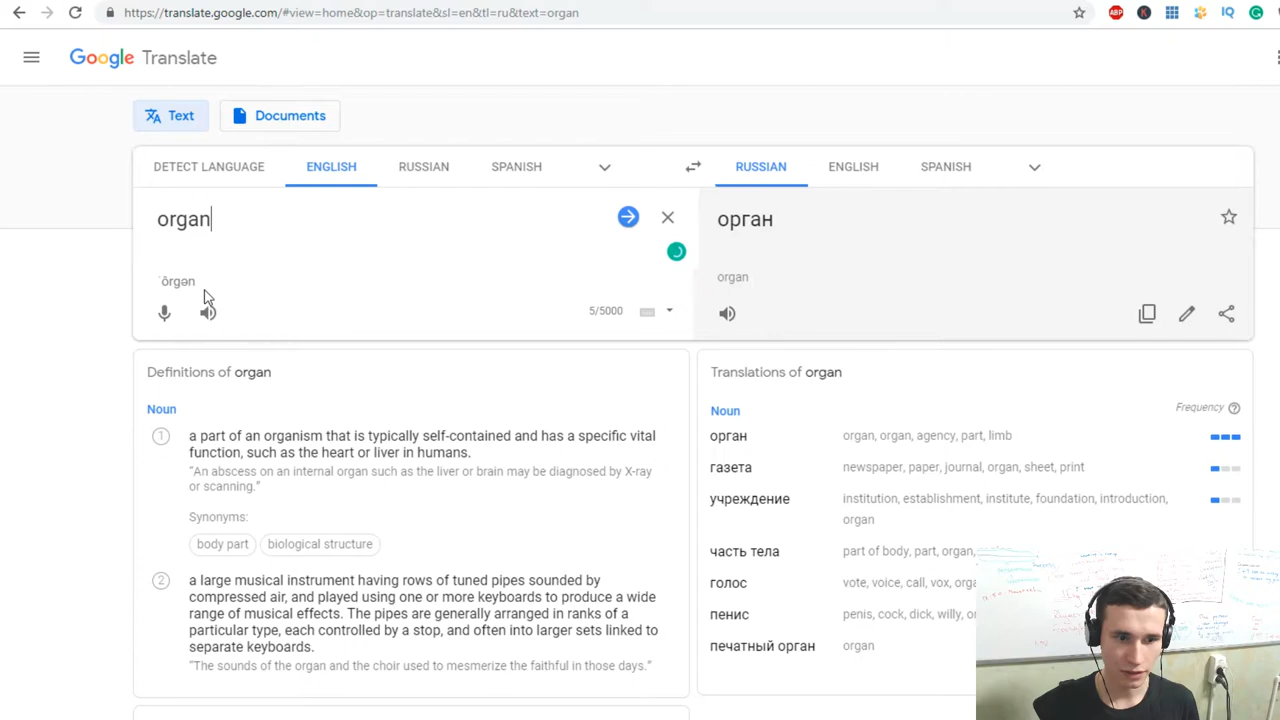 https://translate.google.com/#view=home&op=translate&sl=en&tl=ru&text=organ
ABP
K
IQ
G
Google Translate
Text
Documents
DETECT LANGUAGE
ENGLISH
RUSSIAN
SPANISH
RUSSIAN
ENGLISH
SPANISH
organ
орган
ˈôrgən
organ
5/5000
Definitions of organ
Noun
1
a part of an organism that is typically self-contained and has a specific vital
function, such as the heart or liver in humans.
“An abscess on an internal organ such as the liver or brain may be diagnosed by X-ray
or scanning.”
Synonyms:
body part
biological structure
2
a large musical instrument having rows of tuned pipes sounded by
compressed air, and played using one or more keyboards to produce a wide
range of musical effects. The pipes are generally arranged in ranks of a
particular type, each controlled by a stop, and often into larger sets linked to
separate keyboards.
“The sounds of the organ and the choir used to mesmerize the faithful in those days.”
Translations of organ
Noun
Frequency ?
орган
organ, organ, agency, part, limb
газета
newspaper, paper, journal, organ, sheet, print
учреждение
institution, establishment, institute, foundation, introduction,
organ
часть тела
part of body, part, organ,
голос
vote, voice, call, vox,
пенис
penis, cock, dick, willy,
печатный орган
organ